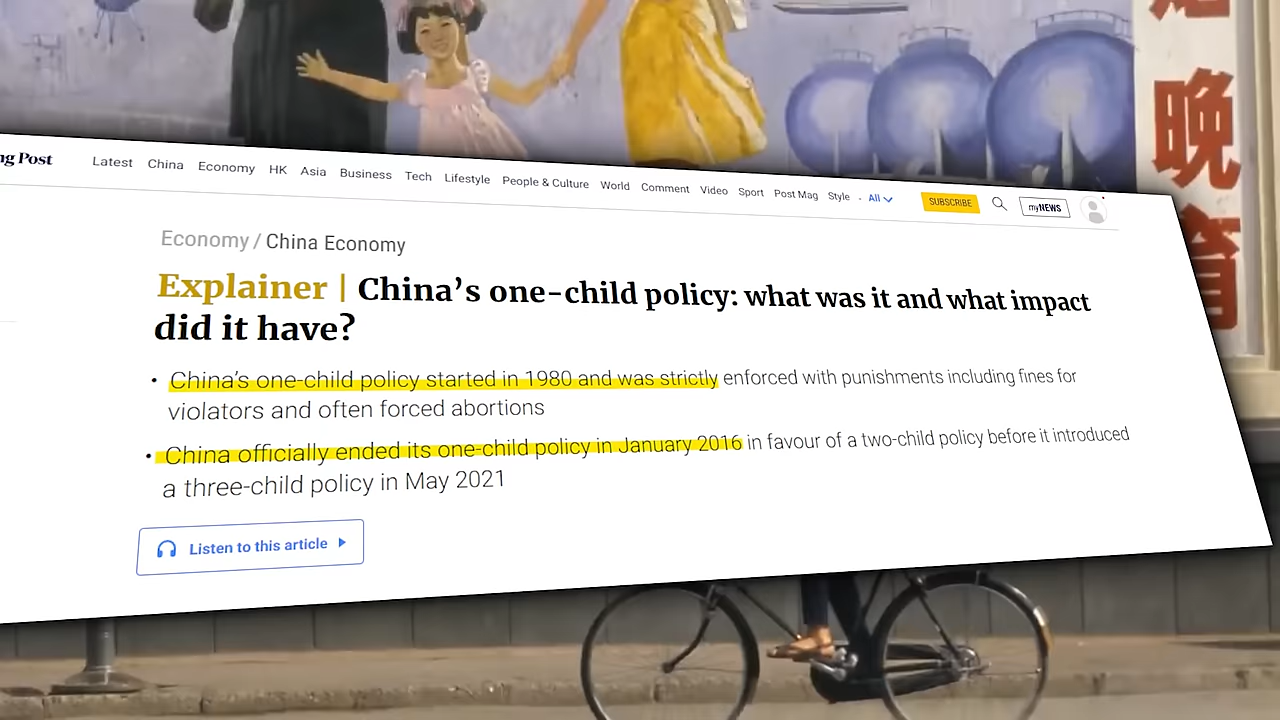 ng Post
Latest China Economy HK Asia Business Tech Lifestyle People & Culture World Comment Video Sport Post Mag Style . All
SUBSCRIBE
myNEWS
Economy / China Economy
Explainer | China's one-child policy: what was it and what impact
did it have?
• China's one-child policy started in 1980 and was strictly enforced with punishments including fines for
violators and often forced abortions
• China officially ended its one-child policy in January 2016 in favour of a two-child policy before it introduced
a three-child policy in May 2021
Listen to this article
晚
育